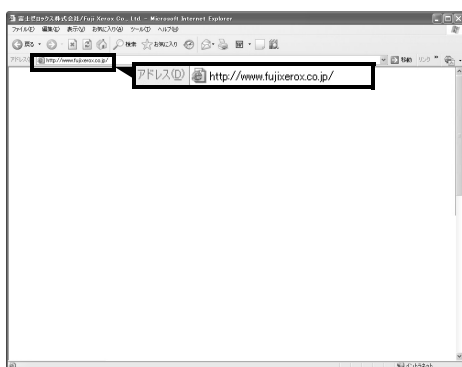 富士ゼロックス株式会社/Fuji Xerox Co., Ltd. - Microsoft Internet Explorer
ファイル(F) 編集(E) 表示(V) お気に入り(A) ツール(T) ヘルプ(H)
戻る 検索 お気に入り
アドレス(D) http://www.fujixerox.co.jp/ 移動 リンク
アドレス(D) http://www.fujixerox.co.jp/
インターネット